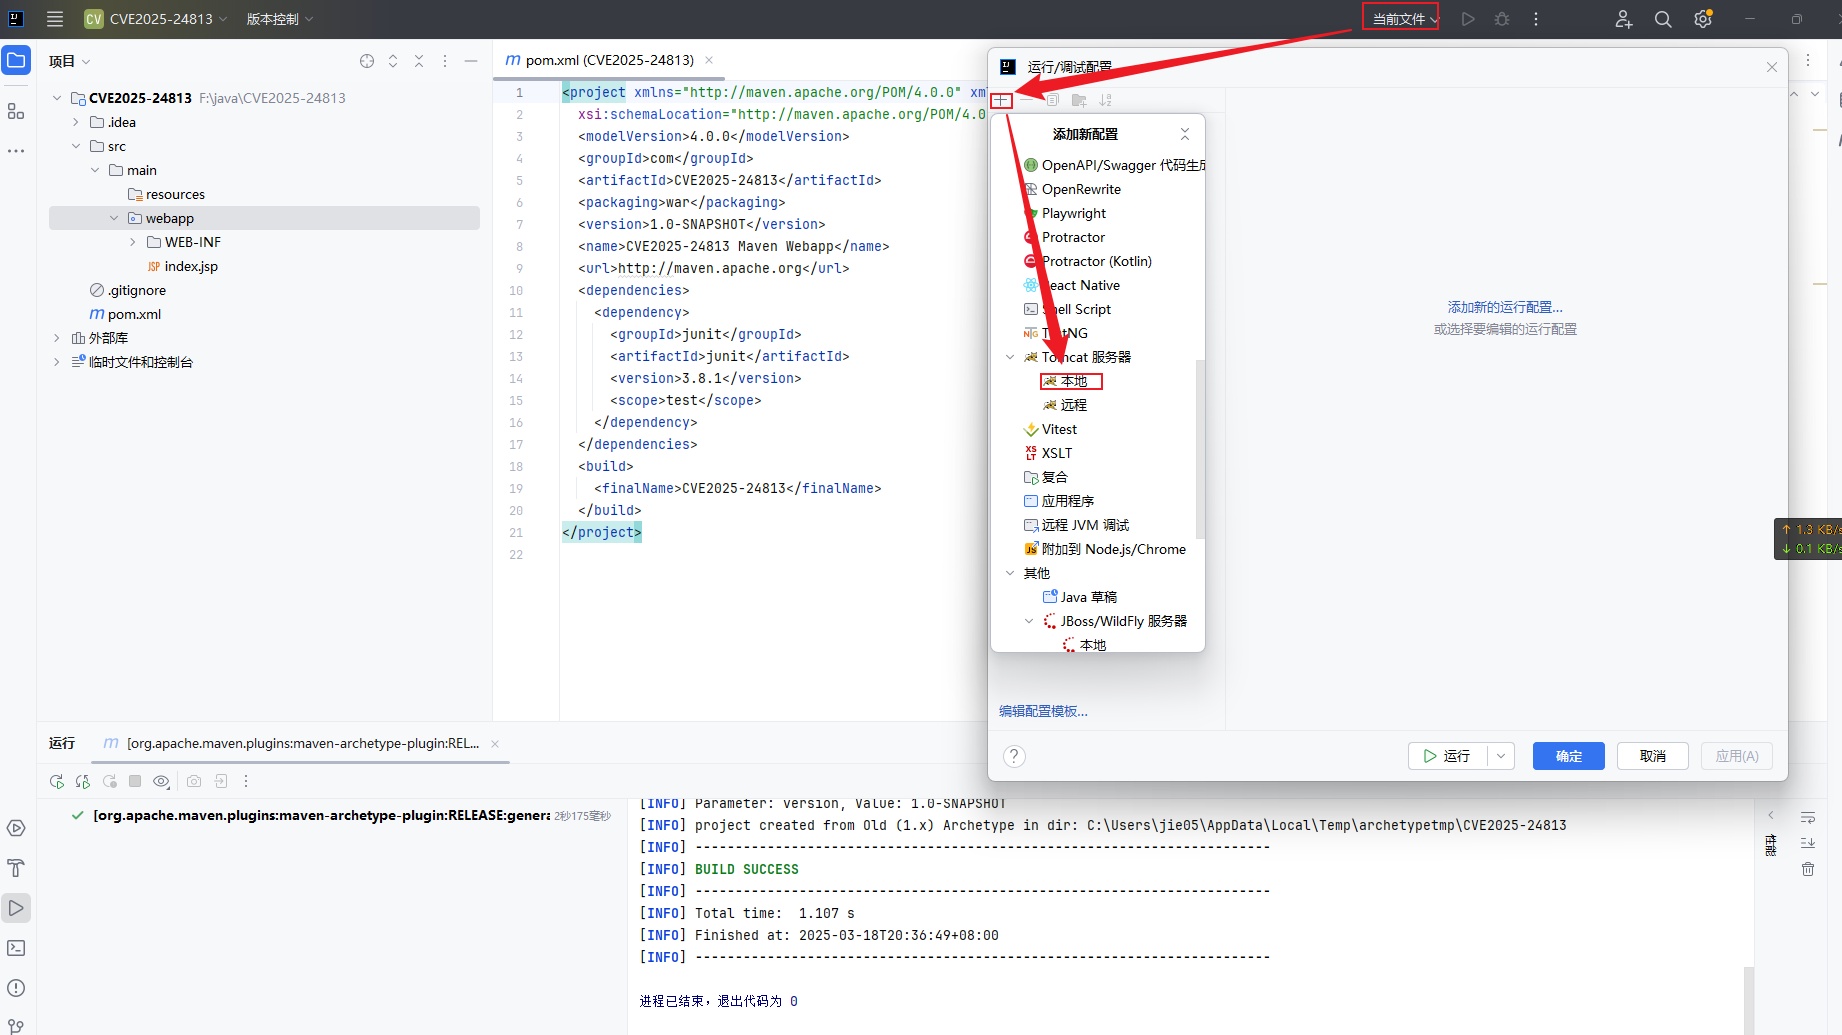 CV CVE2025-24813 版本控制 当前文件
项目
CVE2025-24813 F:\java\CVE2025-24813
.idea
src
main
resources
webapp
WEB-INF
JSP index.jsp
.gitignore
m pom.xml
外部库
临时文件和控制台
m pom.xml (CVE2025-24813)
1 <project xmlns="http://maven.apache.org/POM/4.0.0"
2 xsi:schemaLocation="http://maven.apache.org/POM/4.0
3 <modelVersion>4.0.0</modelVersion>
4 <groupId>com</groupId>
5 <artifactId>CVE2025-24813</artifactId>
6 <packaging>war</packaging>
7 <version>1.0-SNAPSHOT</version>
8 <name>CVE2025-24813 Maven Webapp</name>
9 <url>http://maven.apache.org</url>
10 <dependencies>
11 <dependency>
12 <groupId>junit</groupId>
13 <artifactId>junit</artifactId>
14 <version>3.8.1</version>
15 <scope>test</scope>
16 </dependency>
17 </dependencies>
18 <build>
19 <finalName>CVE2025-24813</finalName>
20 </build>
21 </project>
22
运行/调试配置
添加新配置
OpenAPI/Swagger 代码生成
OpenRewrite
Playwright
Protractor
Protractor (Kotlin)
React Native
Shell Script
TestNG
Tomcat 服务器
本地
远程
Vitest
XSLT
复合
应用程序
远程 JVM 调试
附加到 Node.js/Chrome
其他
Java 草稿
JBoss/WildFly 服务器
本地
添加新的运行配置...
或选择要编辑的运行配置
编辑配置模板...
? 运行 确定 取消 应用(A)
↑ 1.3 KB/s
↓ 0.1 KB/s
运行 m [org.apache.maven.plugins:maven-archetype-plugin:REL...
[org.apache.maven.plugins:maven-archetype-plugin:RELEASE:genera 2秒175毫秒
[INFO] Parameter: version, Value: 1.0-SNAPSHOT
[INFO] project created from Old (1.x) Archetype in dir: C:\Users\jie05\AppData\Local\Temp\archetypetmp\CVE2025-24813
[INFO] ------------------------------------------------------------------------
[INFO] BUILD SUCCESS
[INFO] ------------------------------------------------------------------------
[INFO] Total time:  1.107 s
[INFO] Finished at: 2025-03-18T20:36:49+08:00
[INFO] ------------------------------------------------------------------------
进程已结束，退出代码为 0
性能